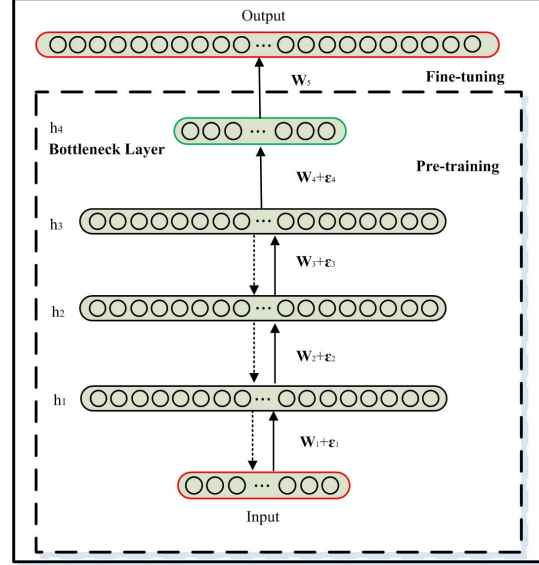 Output
W₅
Fine-tuning
h₄
Bottleneck Layer
Pre-training
W₄+ε₄
h₃
W₃+ε₃
h₂
W₂+ε₂
h₁
W₁+ε₁
Input